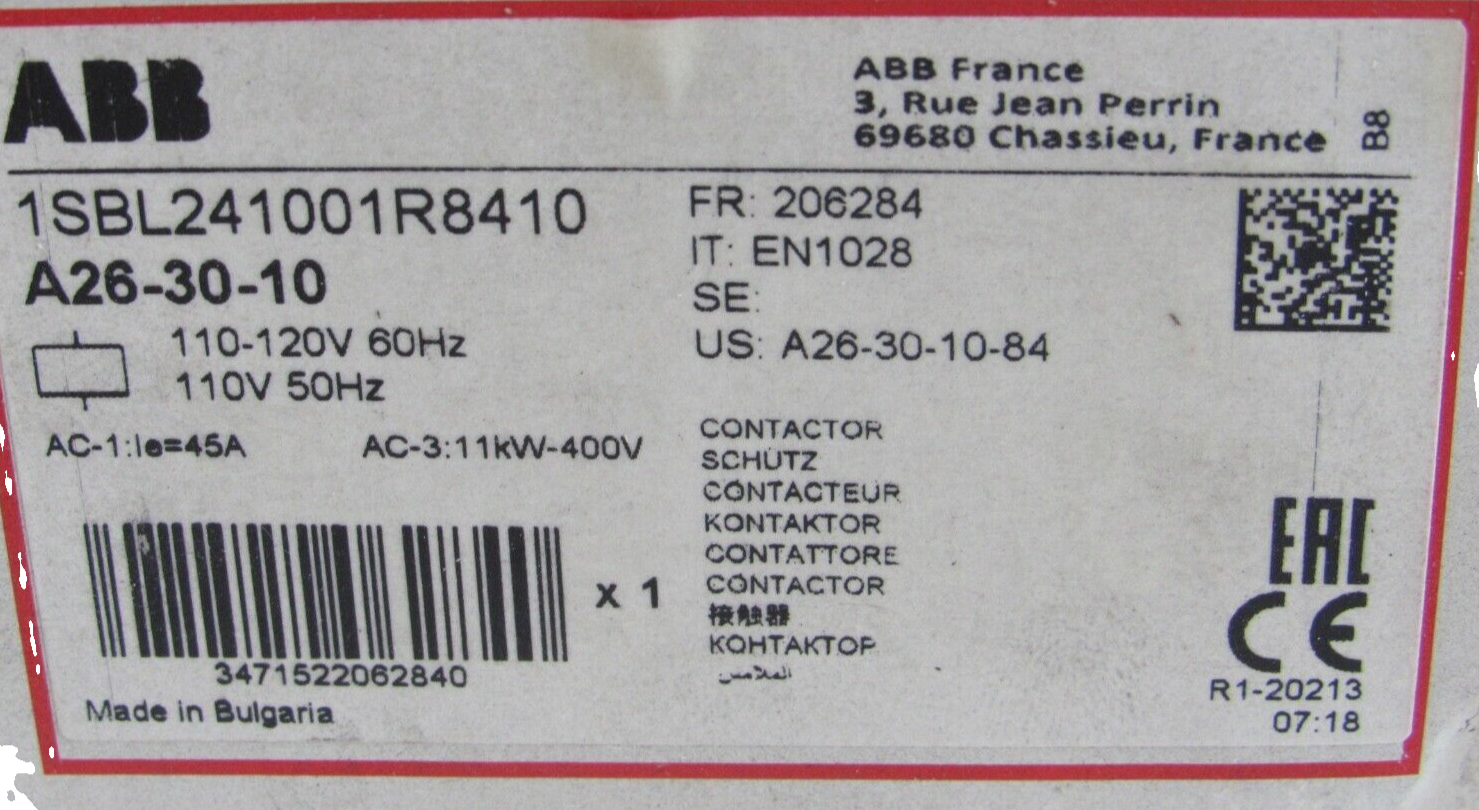 ABB
ABB France
3, Rue Jean Perrin
69680 Chassieu, France
B8
1SBL241001R8410
A26-30-10
110-120V 60Hz
110V 50Hz
AC-1:Ie=45A
AC-3:11kW-400V
3471522062840
x 1
Made in Bulgaria
FR: 206284
IT: EN1028
SE:
US: A26-30-10-84
CONTACTOR
SCHÜTZ
CONTACTEUR
KONTAKTOR
CONTATTORE
CONTACTOR
接触器
КОНТАКТОР
الملامس
EAC
CE
R1-20213
07:18